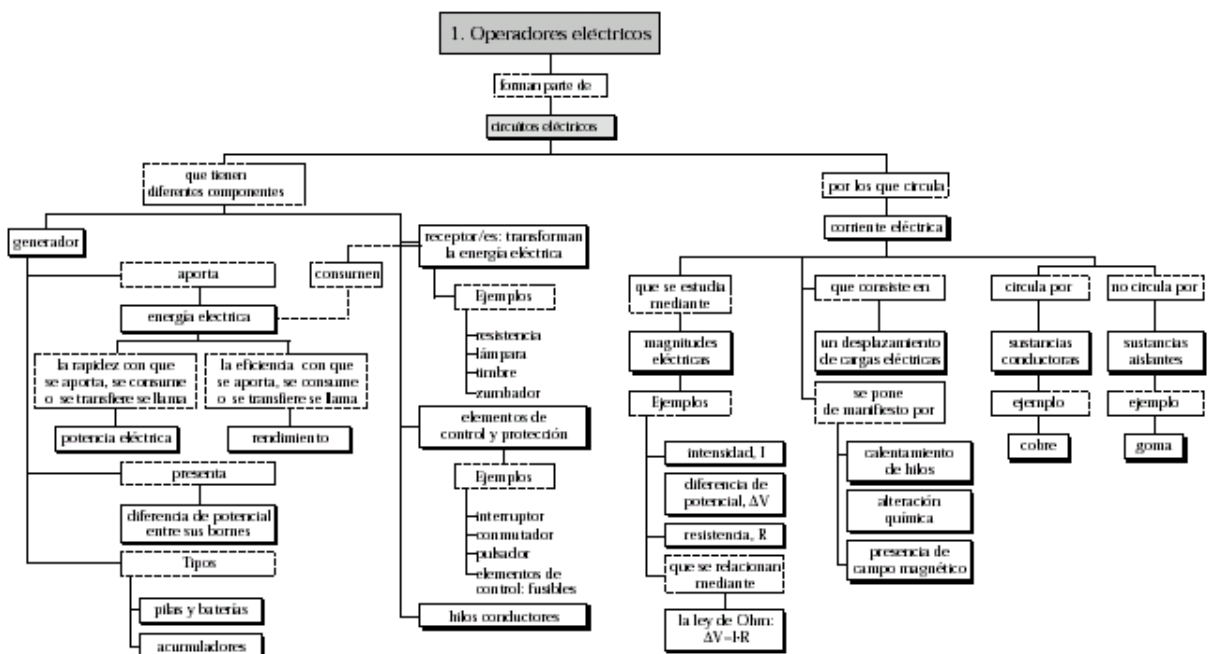 1. Operadores eléctricos
forman parte de
circuitos eléctricos
que tienen
diferentes componentes
generador
aporta
energía electrica
la rapidez con que
se aporta, se consume
o se transfiere se llama
potencia eléctrica
la eficiencia con que
se aporta, se consume
o se transfiere se llama
rendimiento
presenta
diferencia de potencial
entre sus bornes
Tipos
pilas y baterías
acumuladores
consumen
receptor/es: transforman
la energía eléctrica
Ejemplos
resistencia
lámpara
timbre
zumbador
elementos de
control y protección
Ejemplos
interruptor
conmutador
pulsador
elementos de
control: fusibles
hilos conductores
por los que circula
corriente eléctrica
que se estudia
mediante
magnitudes
eléctricas
Ejemplos
intensidad, I
diferencia de
potencial, ΔV
resistencia, R
que se relacionan
mediante
la ley de Ohm:
ΔV=I·R
que consiste en
un desplazamiento
de cargas eléctricas
se pone
de manifiesto por
calentamiento
de hilos
alteración
química
presencia de
campo magnético
circula por
sustancias
conductoras
ejemplo
cobre
no circula por
sustancias
aislantes
ejemplo
goma